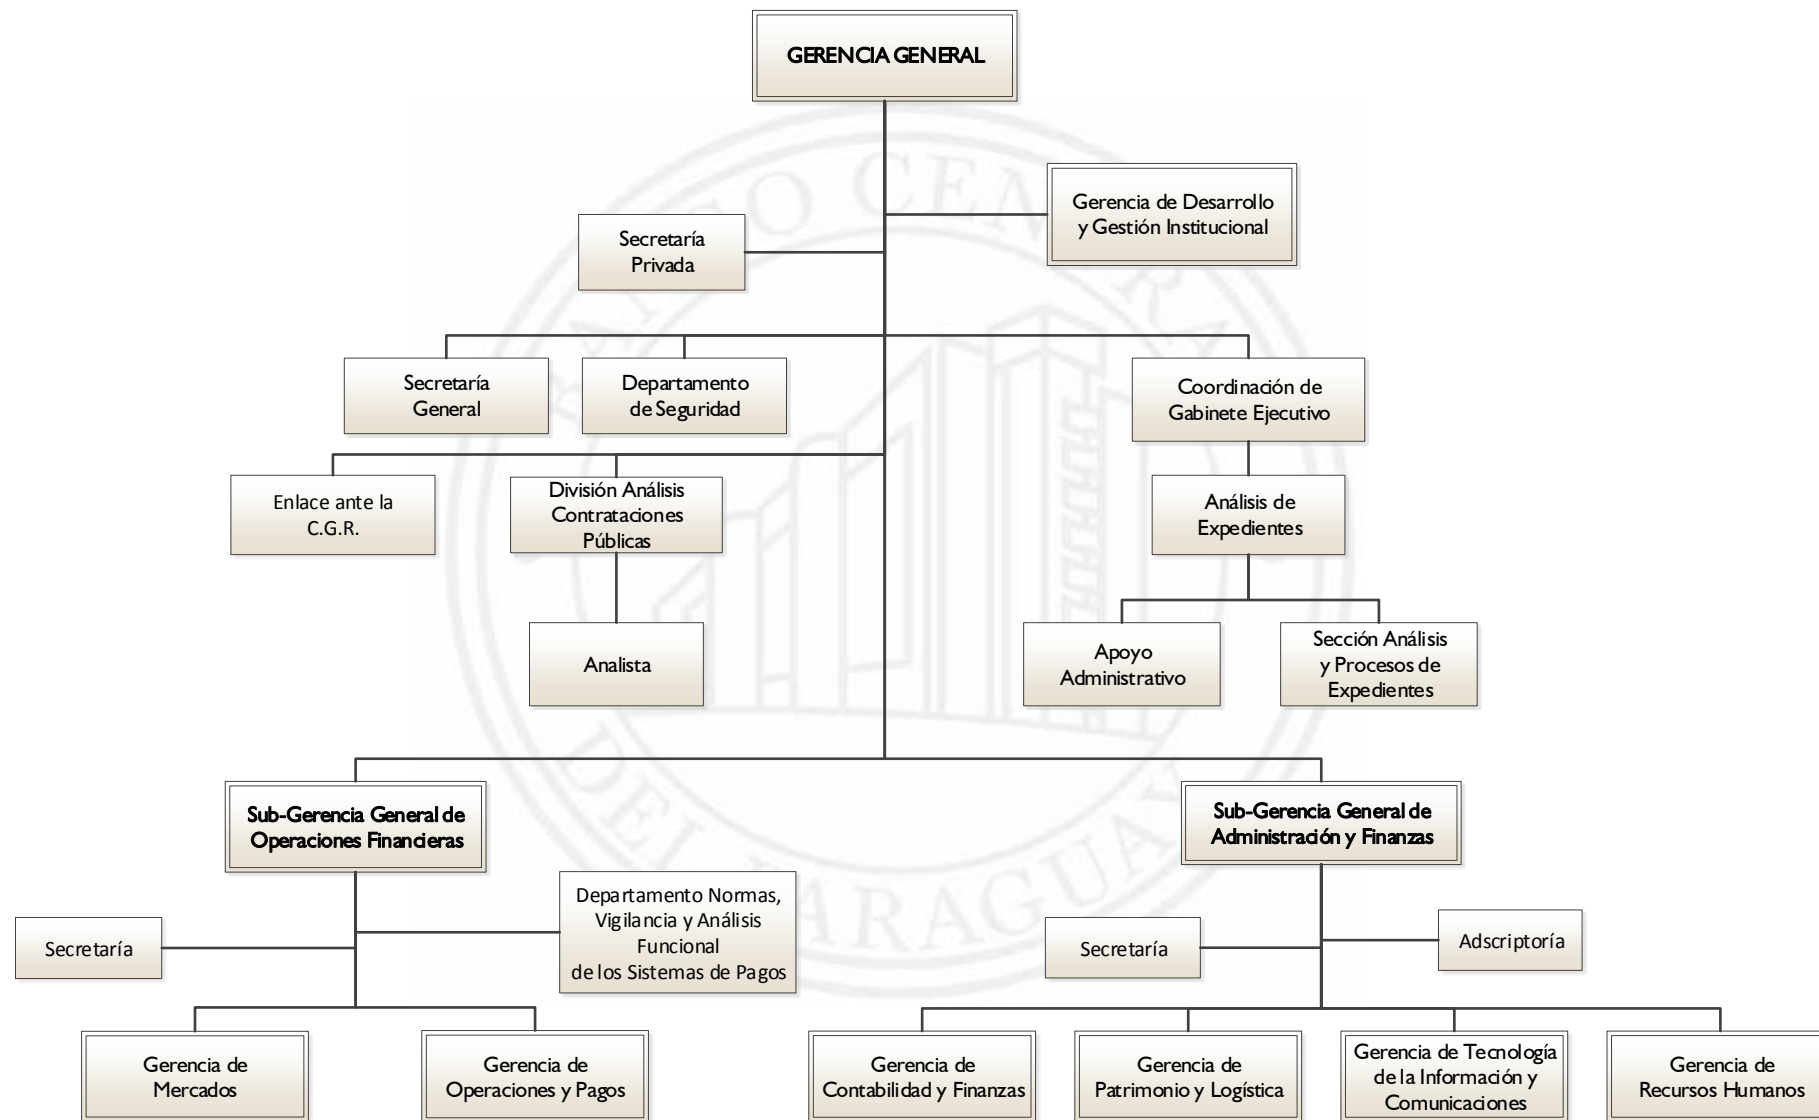 GERENCIA GENERAL
Gerencia de Desarrollo
y Gestión Institucional
Secretaría
Privada
Secretaría
General
Departamento
de Seguridad
Coordinación de
Gabinete Ejecutivo
Enlace ante la
C.G.R.
División Análisis
Contrataciones
Públicas
Análisis de
Expedientes
Analista
Apoyo
Administrativo
Sección Análisis
y Procesos de
Expedientes
Sub-Gerencia General de
Operaciones Financieras
Sub-Gerencia General de
Administración y Finanzas
Secretaría
Departamento Normas,
Vigilancia y Análisis
Funcional
de los Sistemas de Pagos
Secretaría
Adscriptoría
Gerencia de
Mercados
Gerencia de
Operaciones y Pagos
Gerencia de
Contabilidad y Finanzas
Gerencia de
Patrimonio y Logística
Gerencia de Tecnología
de la Información y
Comunicaciones
Gerencia de
Recursos Humanos
BANCO CENTRAL
DEL PARAGUAY